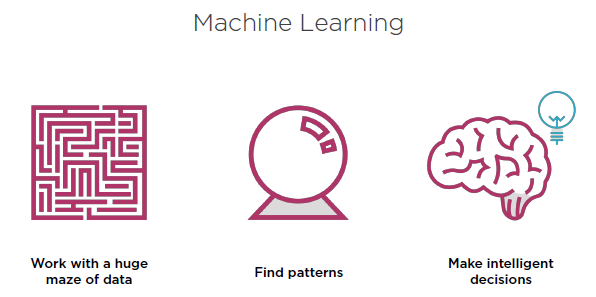 Machine Learning
Work with a huge
maze of data
Find patterns
Make intelligent
decisions